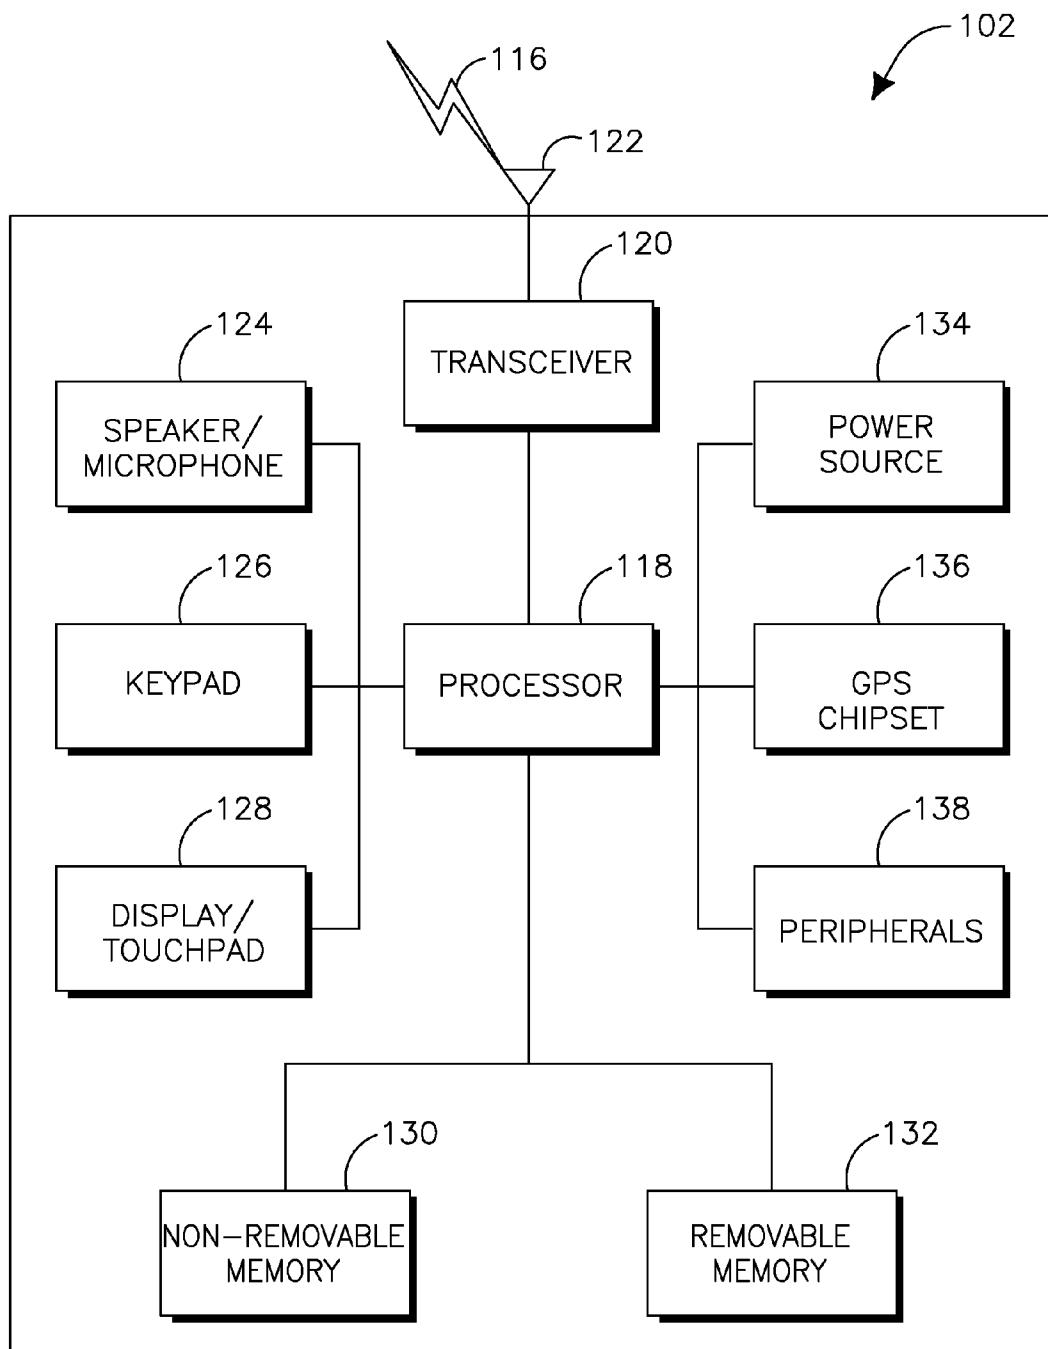 102
116
122
120
TRANSCEIVER
124
SPEAKER/
MICROPHONE
134
POWER
SOURCE
126
KEYPAD
118
PROCESSOR
136
GPS
CHIPSET
128
DISPLAY/
TOUCHPAD
138
PERIPHERALS
130
NON-REMOVABLE
MEMORY
132
REMOVABLE
MEMORY